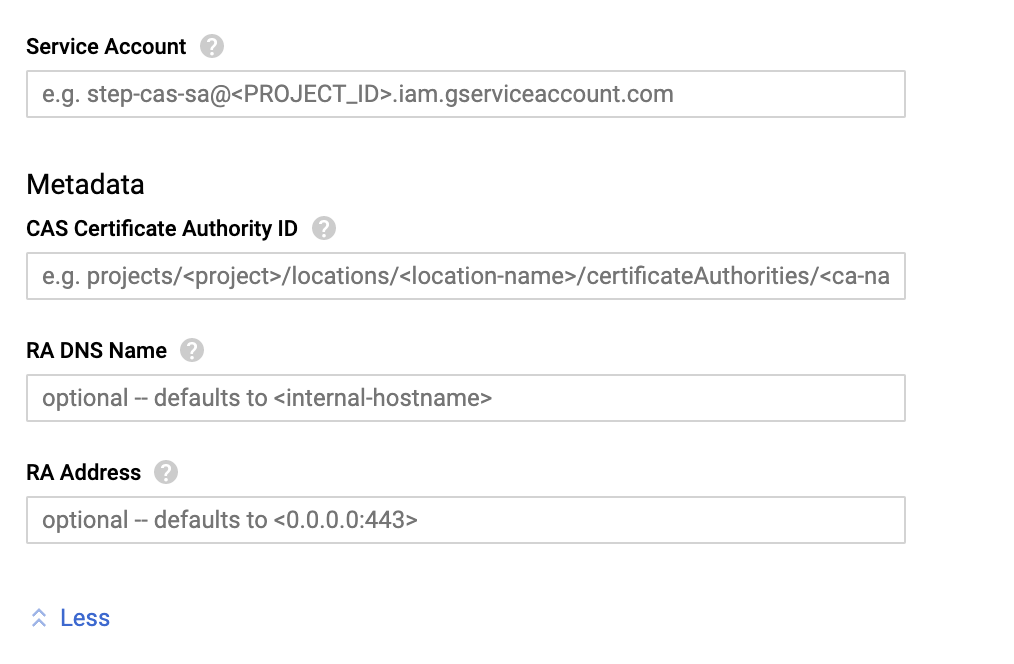 Service Account ?
e.g. step-cas-sa@<PROJECT_ID>.iam.gserviceaccount.com
Metadata
CAS Certificate Authority ID ?
e.g. projects/<project>/locations/<location-name>/certificateAuthorities/<ca-na
RA DNS Name ?
optional -- defaults to <internal-hostname>
RA Address ?
optional -- defaults to <0.0.0.0:443>
Less